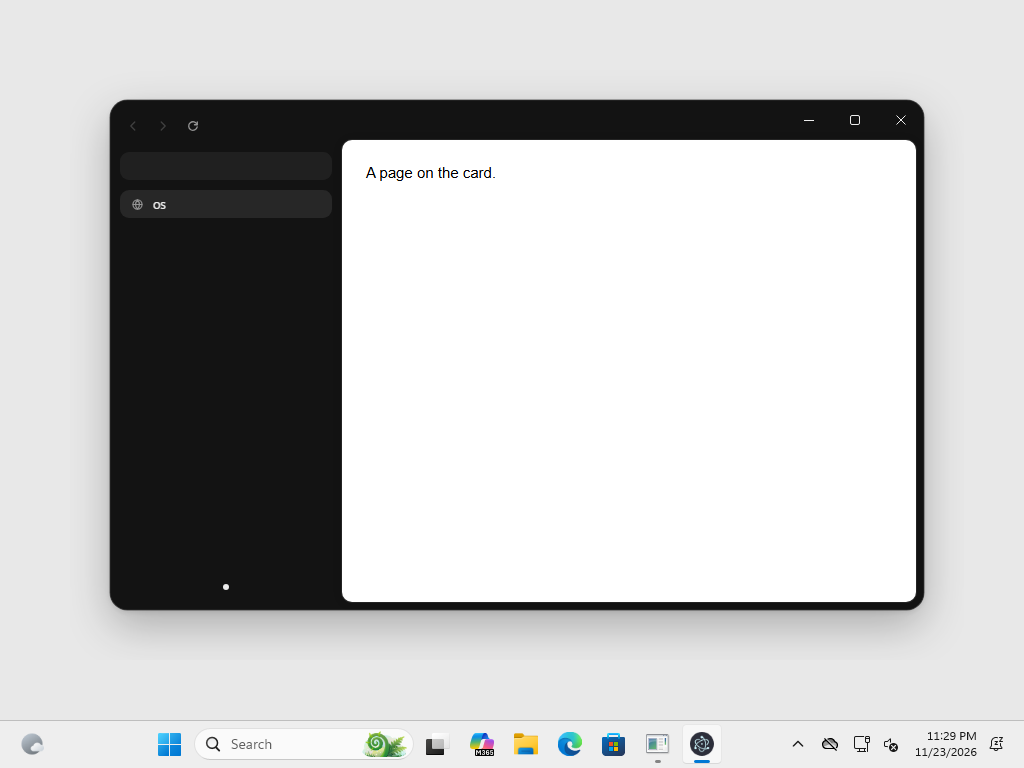 os
A page on the card.
Search
M365
11:29 PM
11/23/2026